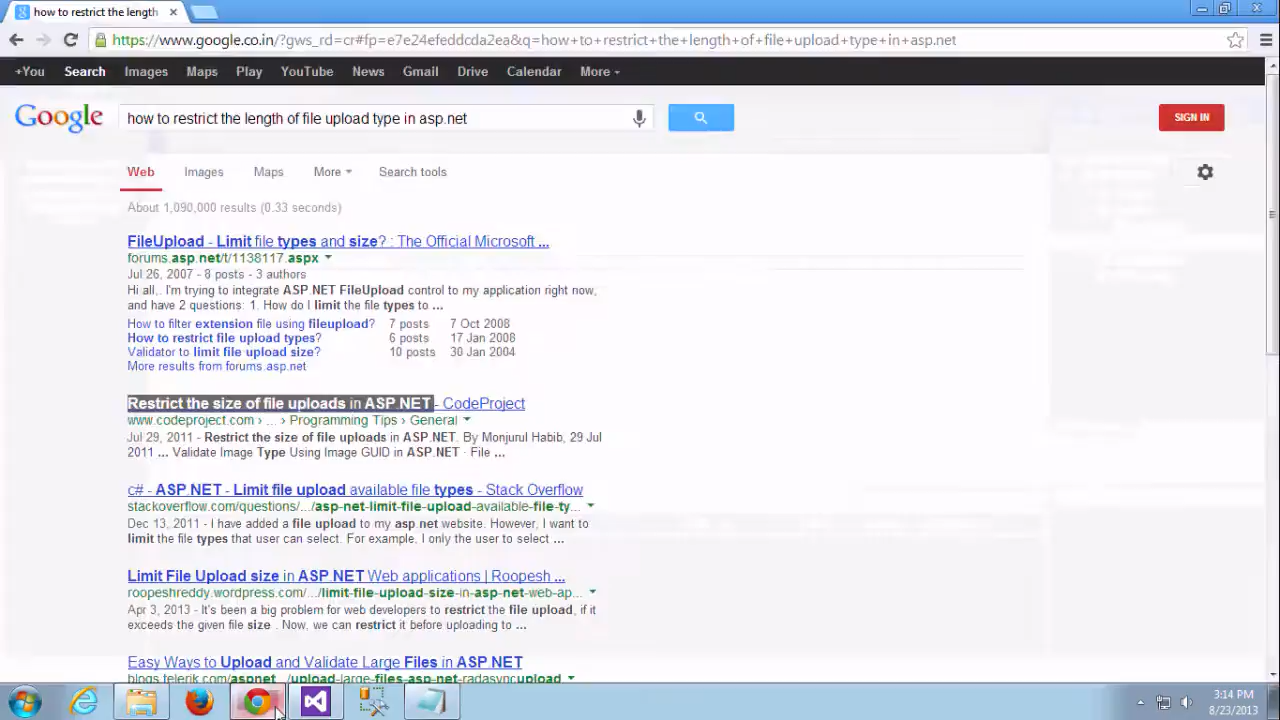 how to restrict the length
https://www.google.co.in/?gws_rd=cr#fp=e7e24efeddcda2ea&q=how+to+restrict+the+length+of+file+upload+type+in+asp.net
+You Search Images Maps Play YouTube News Gmail Drive Calendar More
Google how to restrict the length of file upload type in asp.net SIGN IN
Web Images Maps More Search tools
About 1,090,000 results (0.33 seconds)
FileUpload - Limit file types and size? : The Official Microsoft ...
forums.asp.net/t/1138117.aspx
Jul 26, 2007 - 8 posts - 3 authors
Hi all.. I'm trying to integrate ASP.NET FileUpload control to my application right now,
and have 2 questions: 1. How do I limit the file types to ...
How to filter extension file using fileupload? 7 posts 7 Oct 2008
How to restrict file upload types? 6 posts 17 Jan 2008
Validator to limit file upload size? 10 posts 30 Jan 2004
More results from forums.asp.net
Restrict the size of file uploads in ASP.NET - CodeProject
www.codeproject.com › ... › Programming Tips › General
Jul 29, 2011 - Restrict the size of file uploads in ASP.NET. By Monjurul Habib, 29 Jul
2011 ... Validate Image Type Using Image GUID in ASP.NET · File ...
c# - ASP.NET - Limit file upload available file types - Stack Overflow
stackoverflow.com/questions/.../asp-net-limit-file-upload-available-file-ty...
Dec 13, 2011 - I have added a file upload to my asp.net website. However, I want to
limit the file types that user can select. For example, I only the user to select ...
Limit File Upload size in ASP.NET Web applications | Roopesh ...
roopeshreddy.wordpress.com/.../limit-file-upload-size-in-asp-net-web-ap...
Apr 3, 2013 - It's been a big problem for web developers to restrict the file upload, if it
exceeds the given file size . Now, we can restrict it before uploading to ...
Easy Ways to Upload and Validate Large Files in ASP.NET
blogs.telerik.com/aspnet.../upload-large-files-asp-net-radasyncupload
3:14 PM
8/23/2013